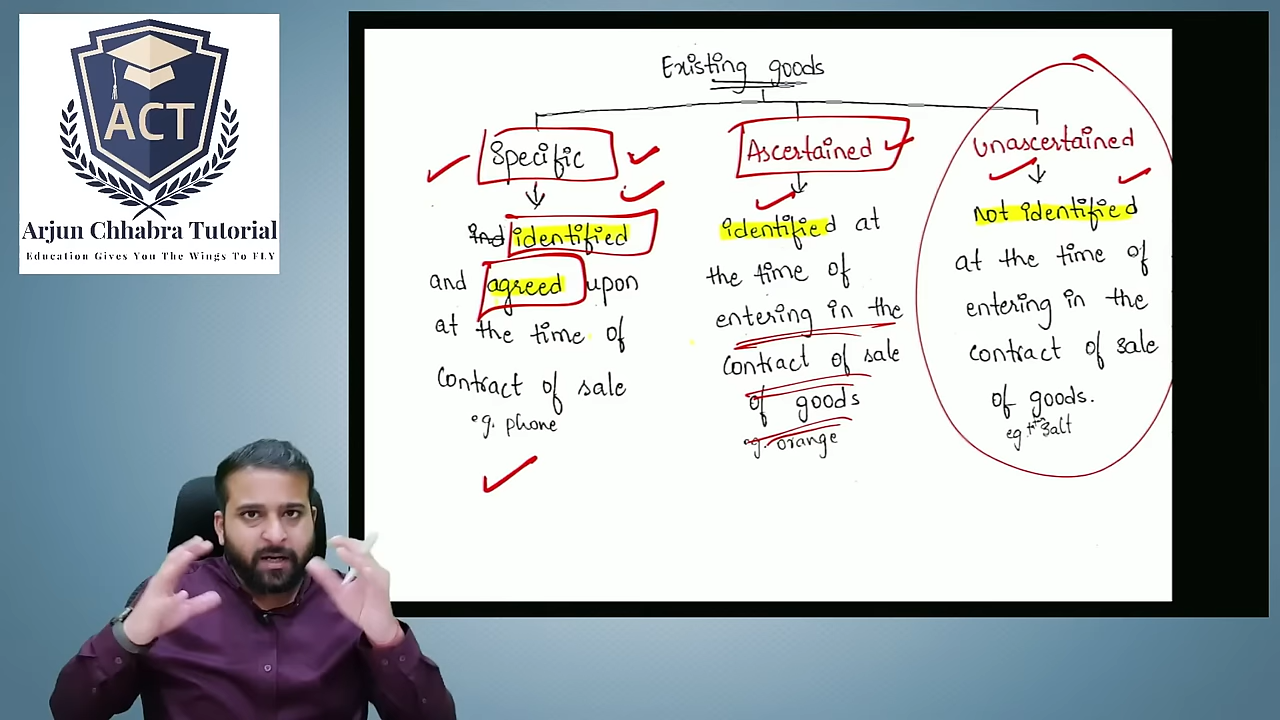 ACT
Arjun Chhabra Tutorial
Education Gives You The Wings To FLY
Existing goods
Specific
ind identified
and agreed upon
at the time of
contract of sale
eg. phone
Ascertained
identified at
the time of
entering in the
contract of sale
of goods
eg. orange
Unascertained
Not identified
at the time of
entering in the
contract of sale
of goods.
eg. salt